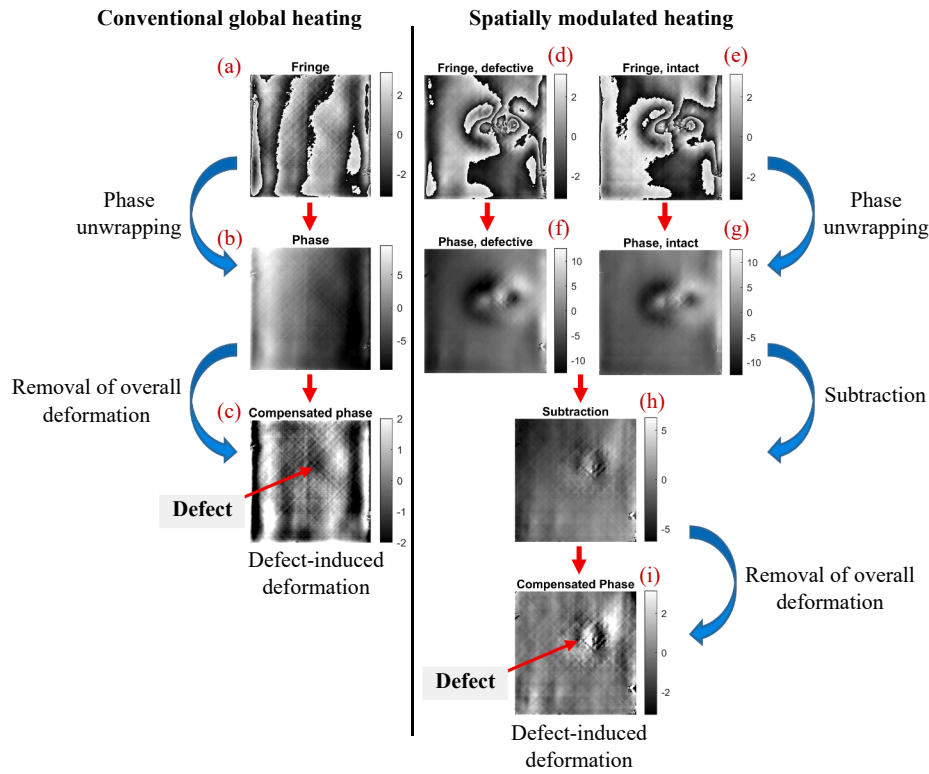 Conventional global heating
(a)
Fringe
2
0
-2
Phase
unwrapping
(b)
Phase
5
0
-5
Removal of overall
deformation
(c)
Compensated phase
2
1
0
-1
-2
Defect
Defect-induced
deformation
Spatially modulated heating
(d)
Fringe, defective
2
0
-2
(e)
Fringe, intact
2
0
-2
Phase
unwrapping
(f)
Phase, defective
10
5
0
-5
-10
(g)
Phase, intact
10
5
0
-5
-10
Subtraction
(h)
Subtraction
5
0
-5
Removal of overall
deformation
(i)
Compensated Phase
2
0
-2
Defect
Defect-induced
deformation